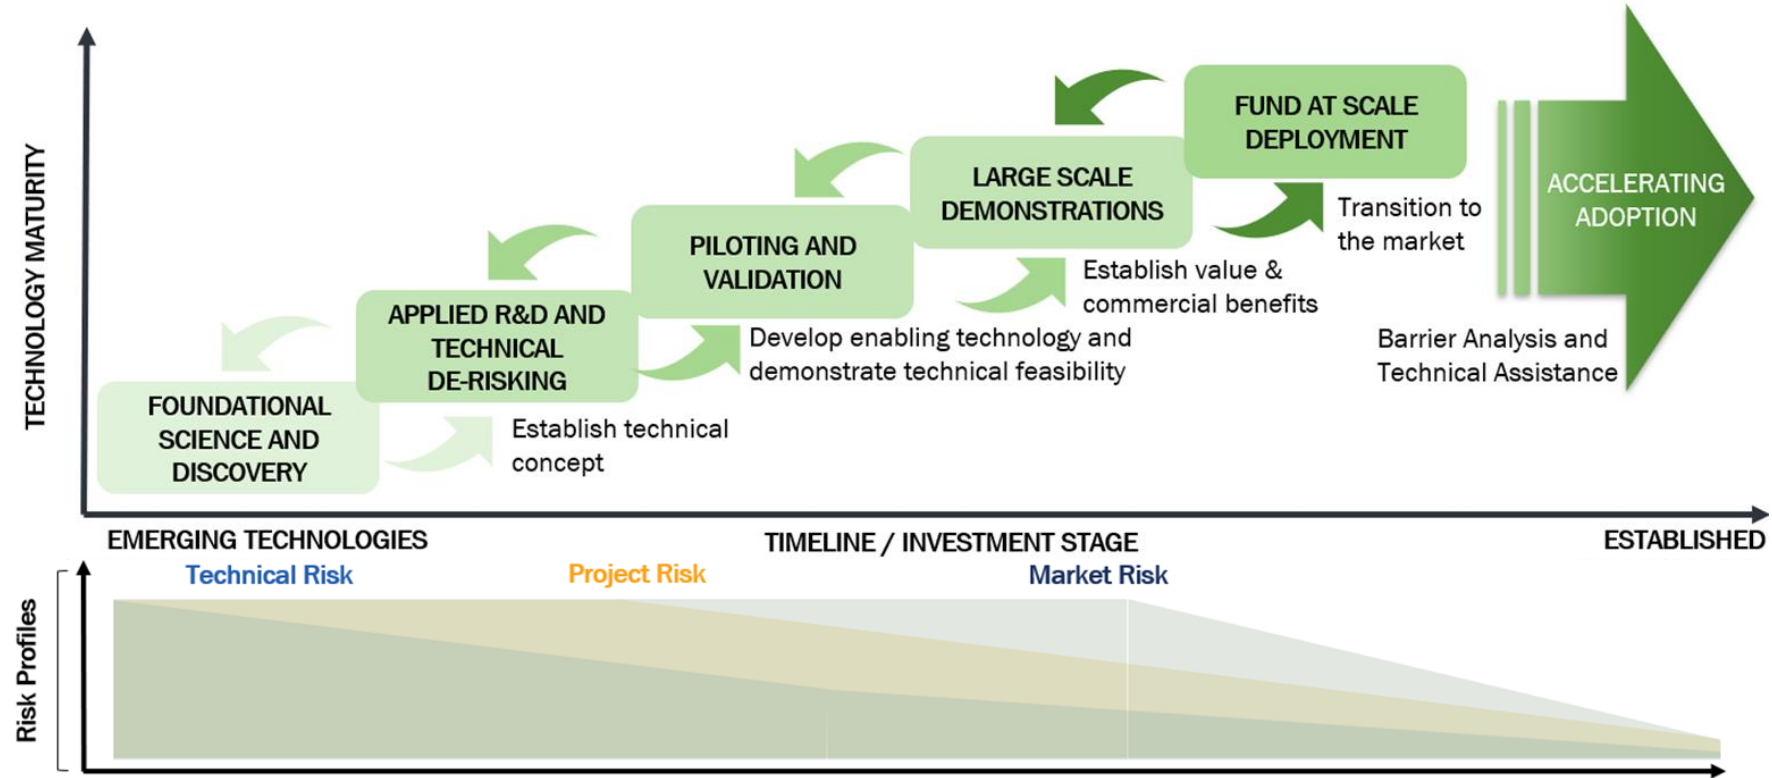 TECHNOLOGY MATURITY
FOUNDATIONAL
SCIENCE AND
DISCOVERY
Establish technical
concept
APPLIED R&D AND
TECHNICAL
DE-RISKING
Develop enabling technology and
demonstrate technical feasibility
PILOTING AND
VALIDATION
Establish value &
commercial benefits
LARGE SCALE
DEMONSTRATIONS
Transition to
the market
FUND AT SCALE
DEPLOYMENT
ACCELERATING
ADOPTION
Barrier Analysis and
Technical Assistance
EMERGING TECHNOLOGIES
TIMELINE / INVESTMENT STAGE
ESTABLISHED
Technical Risk
Project Risk
Market Risk
Risk Profiles